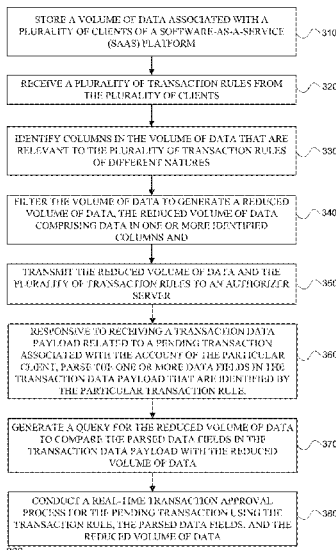 STORE A VOLUME OF DATA ASSOCIATED WITH A
PLURALITY OF CLIENTS OF A SOFTWARE-AS-A-SERVICE
(SAAS) PLATFORM
310
RECEIVE A PLURALITY OF TRANSACTION RULES FROM
THE PLURALITY OF CLIENTS
320
IDENTIFY COLUMNS IN THE VOLUME OF DATA THAT ARE
RELEVANT TO THE PLURALITY OF TRANSACTION RULES
OF DIFFERENT NATURES
330
FILTER THE VOLUME OF DATA TO GENERATE A REDUCED
VOLUME OF DATA, THE REDUCED VOLUME OF DATA
COMPRISING DATA IN ONE OR MORE IDENTIFIED
COLUMNS AND
340
TRANSMIT THE REDUCED VOLUME OF DATA AND THE
PLURALITY OF TRANSACTION RULES TO AN AUTHORIZER
SERVER
350
RESPONSIVE TO RECEIVING A TRANSACTION DATA
PAYLOAD RELATED TO A PENDING TRANSACTION
ASSOCIATED WITH THE ACCOUNT OF THE PARTICULAR
CLIENT, PARSE THE ONE OR MORE DATA FIELDS IN THE
TRANSACTION DATA PAYLOAD THAT ARE IDENTIFIED BY
THE PARTICULAR TRANSACTION RULE.
360
GENERATE A QUERY FOR THE REDUCED VOLUME OF DATA
TO COMPARE THE PARSED DATA FIELDS IN THE
TRANSACTION DATA PAYLOAD WITH THE REDUCED
VOLUME OF DATA
370
CONDUCT A REAL-TIME TRANSACTION APPROVAL
PROCESS FOR THE PENDING TRANSACTION USING THE
TRANSACTION RULE, THE PARSED DATA FIELDS, AND THE
REDUCED VOLUME OF DATA
380